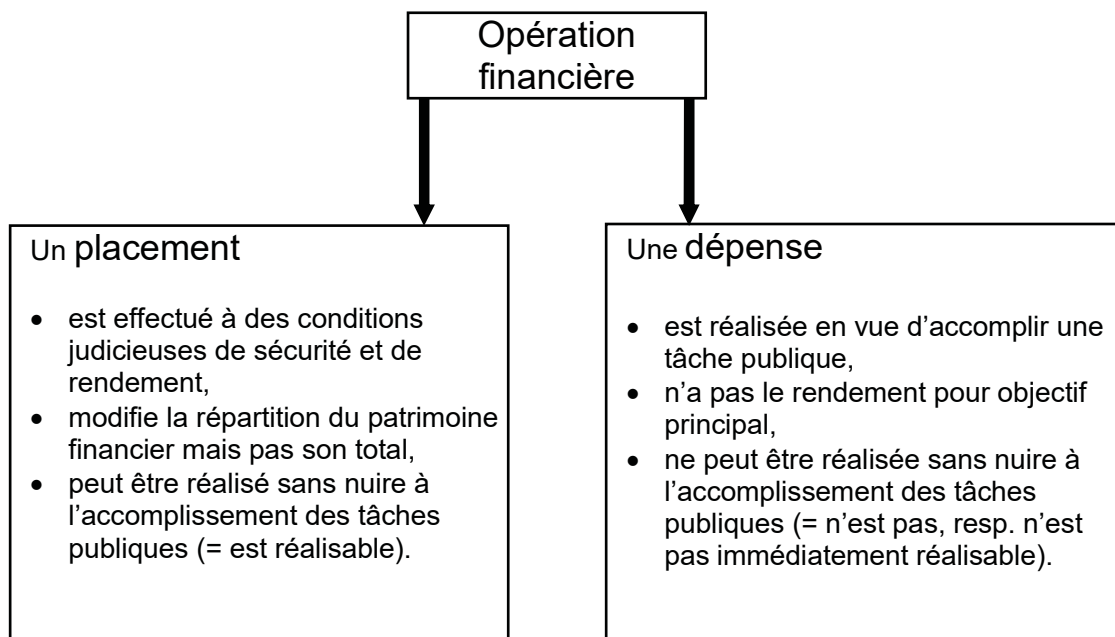 Opération
financière
Un placement
• est effectué à des conditions
judicieuses de sécurité et de
rendement,
• modifie la répartition du patrimoine
financier mais pas son total,
• peut être réalisé sans nuire à
l’accomplissement des tâches
publiques (= est réalisable).
Une dépense
• est réalisée en vue d’accomplir une
tâche publique,
• n’a pas le rendement pour objectif
principal,
• ne peut être réalisée sans nuire à
l’accomplissement des tâches
publiques (= n’est pas, resp. n’est
pas immédiatement réalisable).